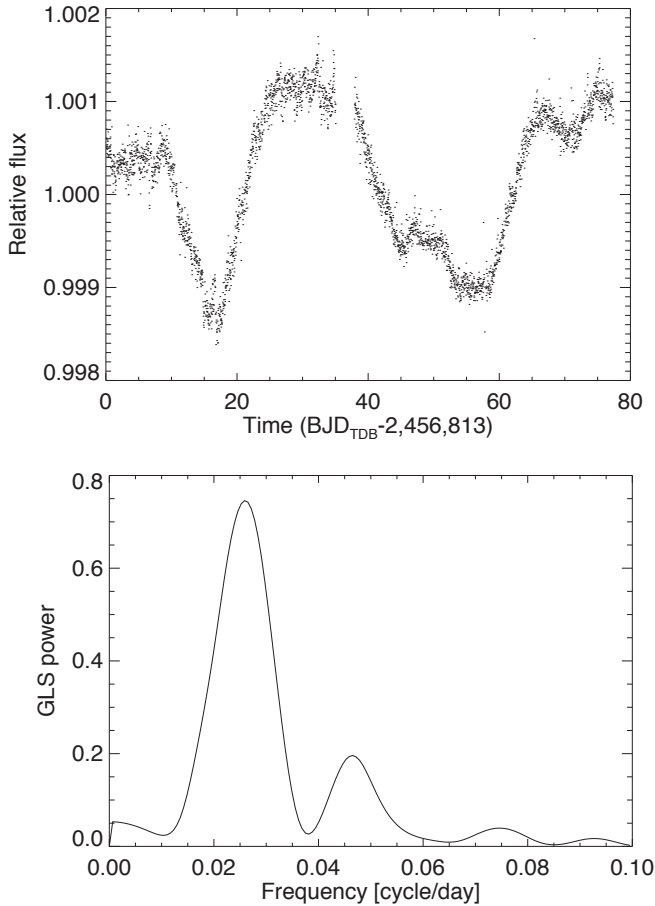 1.002
1.001
1.000
0.999
0.998
Relative flux
0 20 40 60 80
Time (BJD_TDB-2,456,813)
0.8
0.6
0.4
0.2
0.0
GLS power
0.00 0.02 0.04 0.06 0.08 0.10
Frequency [cycle/day]